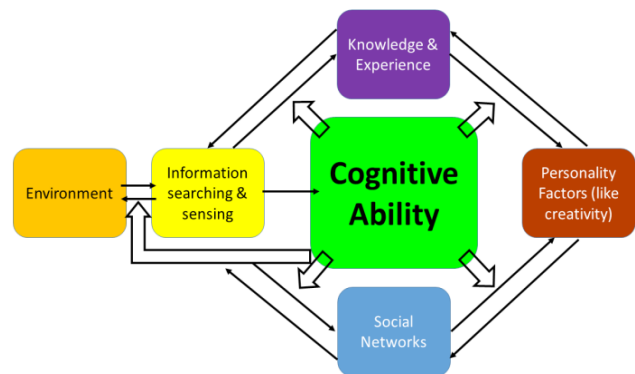 Knowledge &
Experience
Environment
Information
searching &
sensing
Cognitive
Ability
Personality
Factors (like
creativity)
Social
Networks